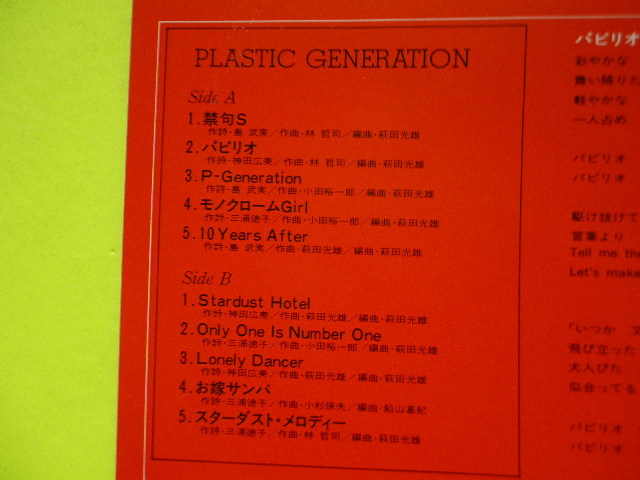 PLASTIC GENERATION
Side A
1.禁句S
作詩・島 武実/作曲・林 哲司/編曲・萩田光雄
2.パピリオ
作詩・神田広美/作曲・林 哲司/編曲・萩田光雄
3.P-Generation
作詩・島 武実/作曲・小田裕一郎/編曲・萩田光雄
4.モノクロームGirl
作詩・三浦徳子/作曲・小田裕一郎/編曲・萩田光雄
5.10 Years After
作詩・島 武実/作曲・萩田光雄/編曲・萩田光雄
Side B
1.Stardust Hotel
作詩・神田広美/作曲・萩田光雄/編曲・萩田光雄
2.Only One Is Number One
作詩・三浦徳子/作曲・小田裕一郎/編曲・萩田光雄
3.Lonely Dancer
作詩・神田広美/作曲・萩田光雄/編曲・萩田光雄
4.お嫁サンバ
作詩・三浦徳子/作曲・小杉保夫/編曲・船山基紀
5.スターダスト・メロディー
作詩・三浦徳子/作曲・林 哲司/編曲・萩田光雄
パピリオ
彩やかな
舞い降りた
軽やかな
一人占め
パピリオ
パピリオ
駆け抜けて
言葉より
Tell me the
Let's make
「いつか
飛び立った
大人びた
似合ってる
パピリオ
パピリオ